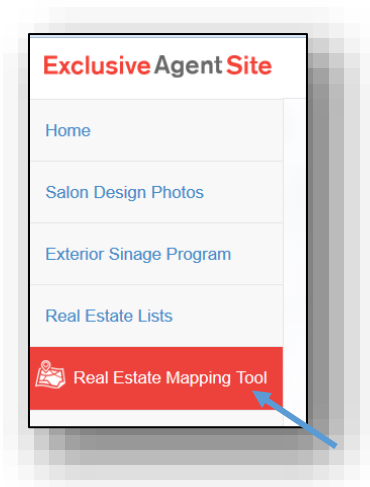 Exclusive Agent Site
Home
Salon Design Photos
Exterior Sinage Program
Real Estate Lists
Real Estate Mapping Tool